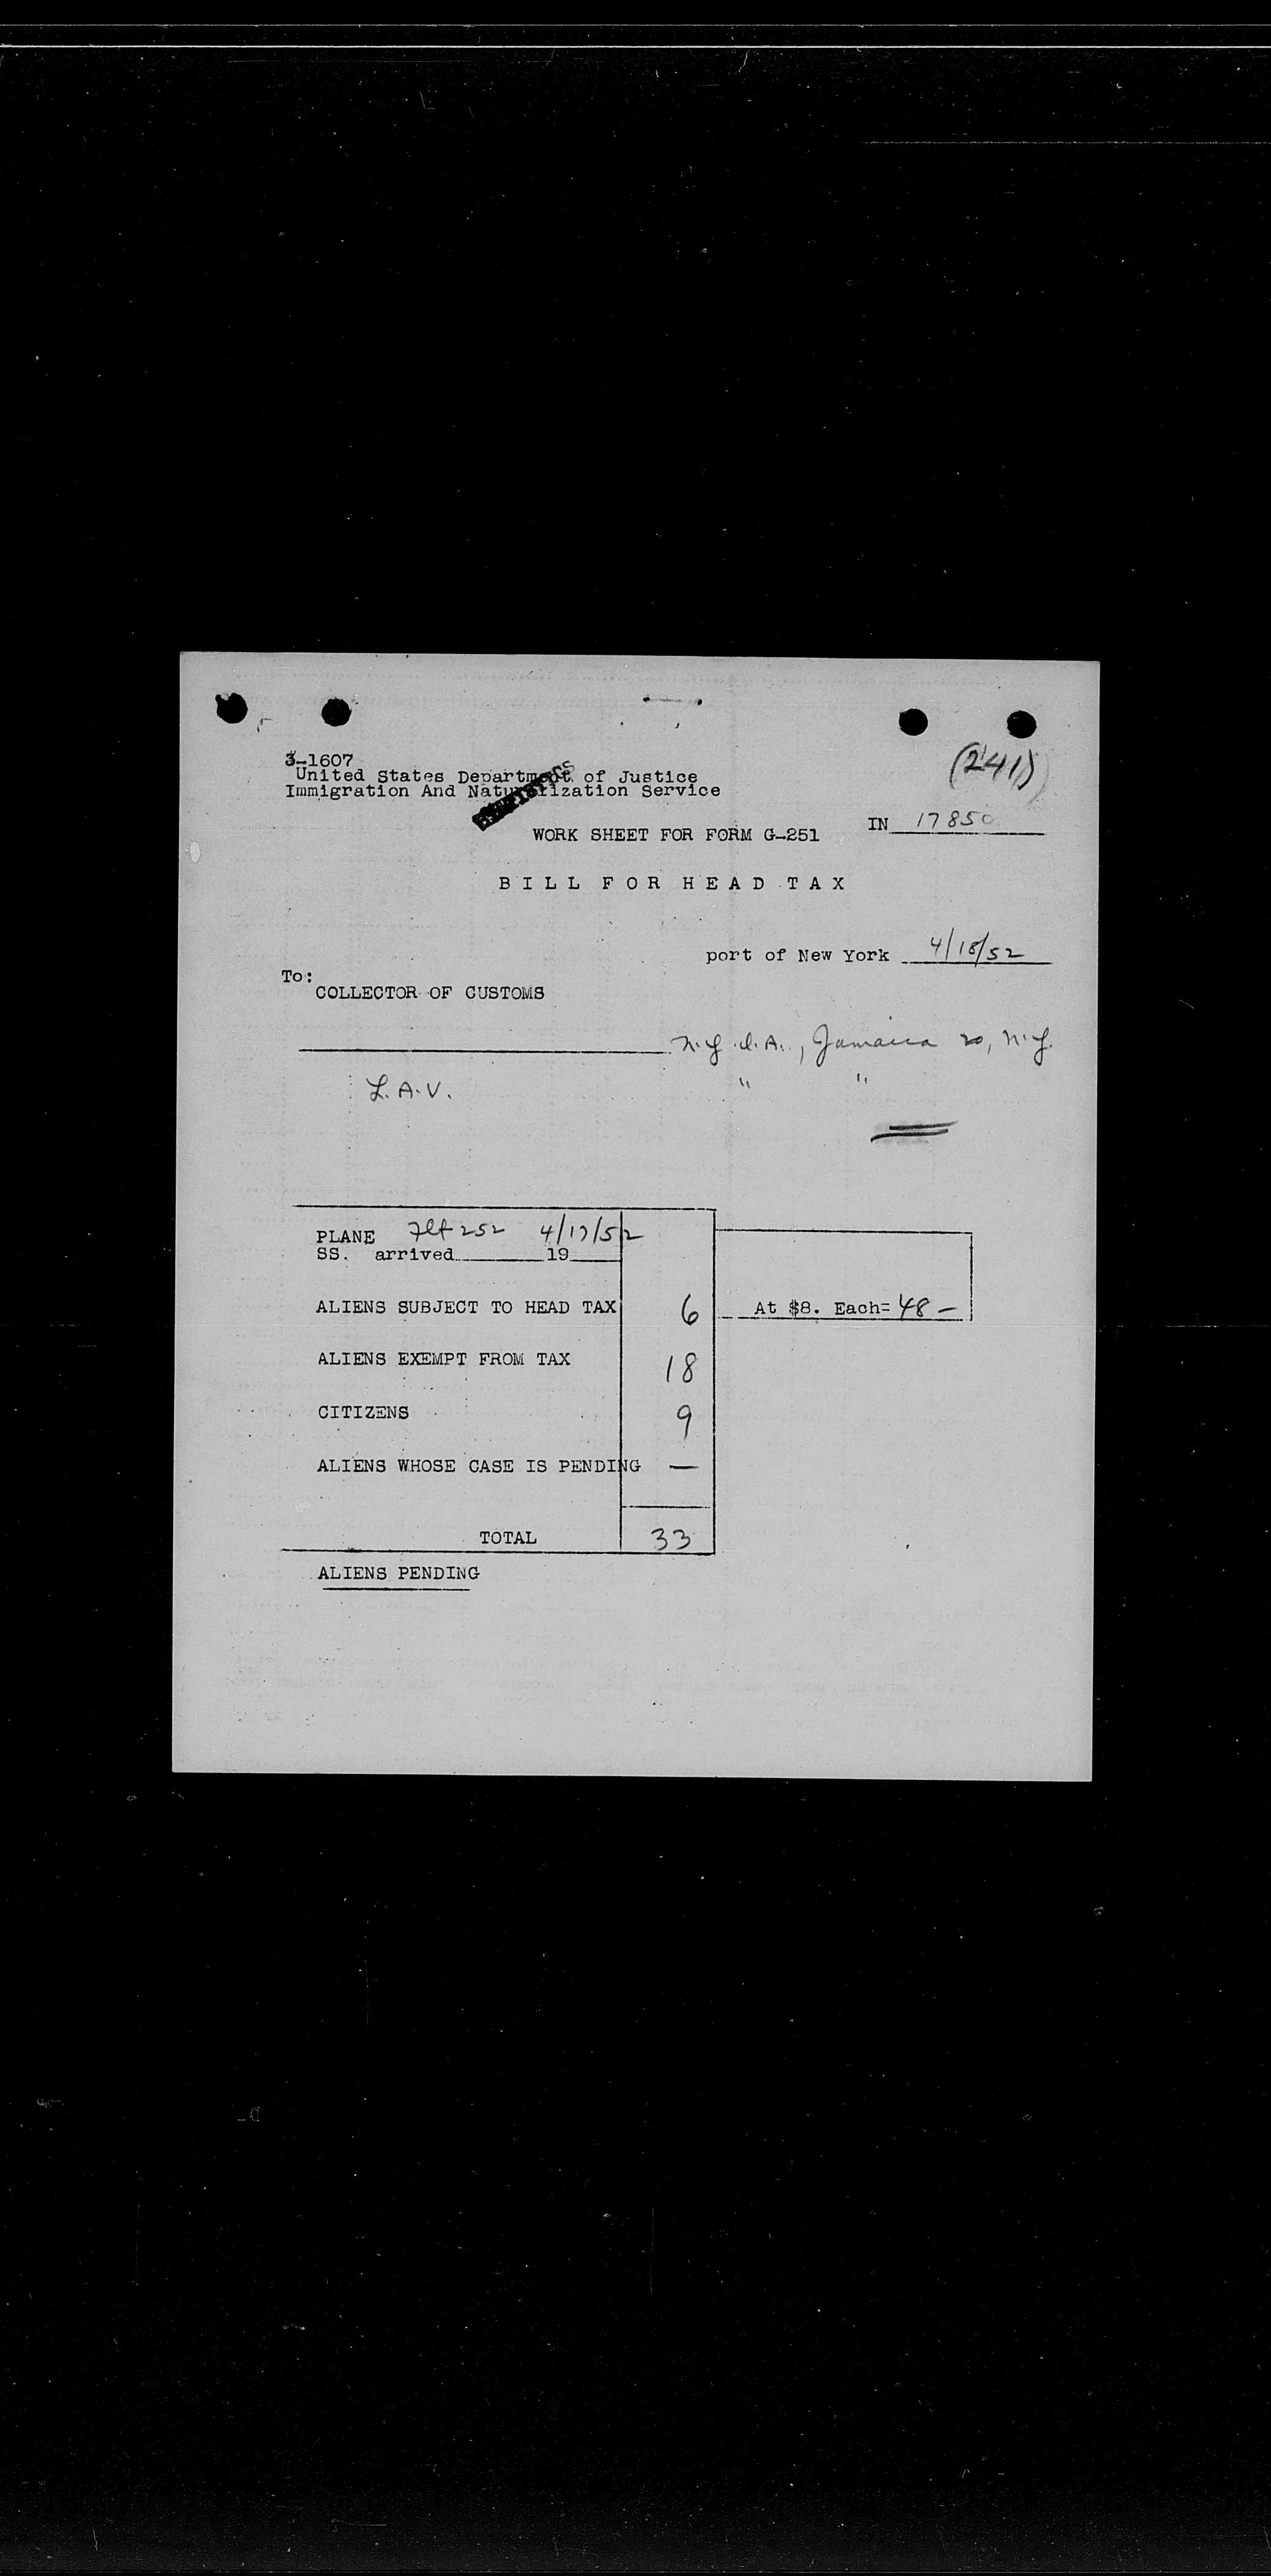 (241)
3-1607
United States Department of Justice
Immigration And Naturalization Service
IN 17850
WORK SHEET FOR FORM G-251
BILL FOR HEAD TAX
port of New York 4/18/52
To:
COLLECTOR OF CUSTOMS
N.Y.I.A., Jamaica 20, N.Y.
L.A.V. " "
PLANE Flt 252 4/17/52
SS. arrived 19
ALIENS SUBJECT TO HEAD TAX 6 At $8. Each= 48 —
ALIENS EXEMPT FROM TAX 18
CITIZENS 9
ALIENS WHOSE CASE IS PENDING —
TOTAL 33
ALIENS PENDING